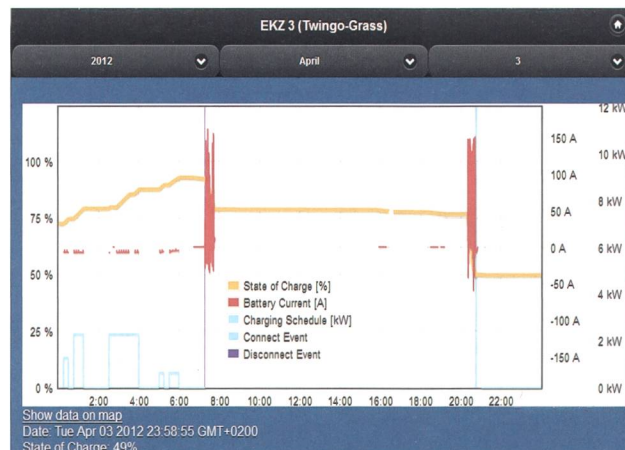 EKZ 3 (Twingo-Grass)
2012 April 3
12 kW
150 A 10 kW
100 %
100 A
8 kW
75 % 50 A
0 A 6 kW
50 %
-50 A
4 kW
State of Charge [%]
Battery Current [A]
Charging Schedule [kW]
Connect Event
Disconnect Event
25 % -100 A
2 kW
-150 A
0 % 0 kW
2:00 4:00 6:00 8:00 10:00 12:00 14:00 16:00 18:00 20:00 22:00
Show data on map
Date: Tue Apr 03 2012 23:58:55 GMT+0200
State of Charge: 49%